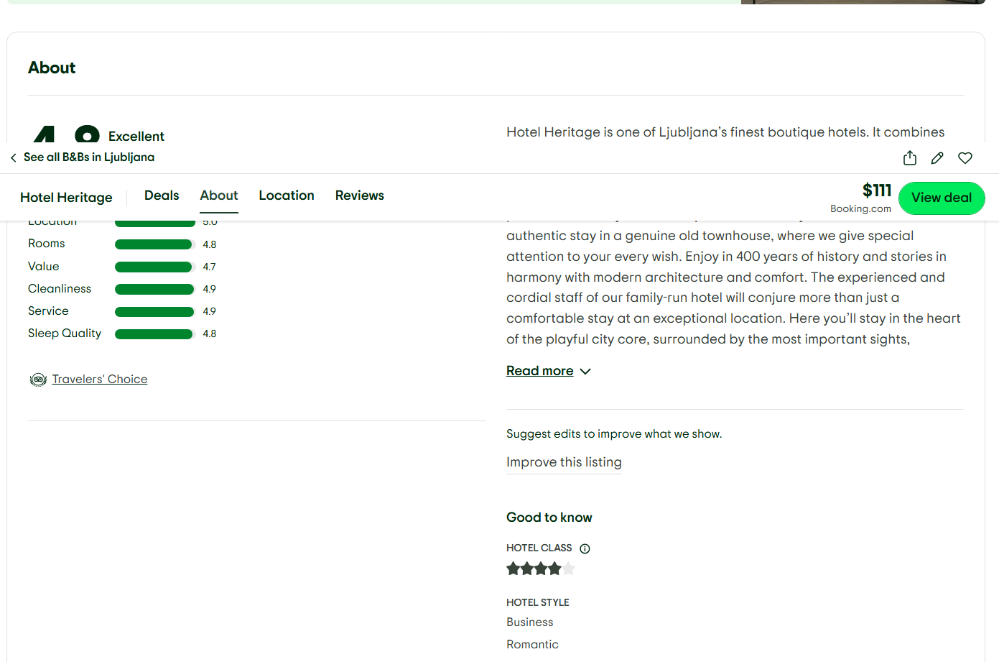 About
Excellent
Hotel Heritage is one of Ljubljana’s finest boutique hotels. It combines
See all B&Bs in Ljubljana
Hotel Heritage
Deals
About
Location
Reviews
$111
Booking.com
View deal
Location 5.0
Rooms 4.8
Value 4.7
Cleanliness 4.9
Service 4.9
Sleep Quality 4.8
Travelers' Choice
authentic stay in a genuine old townhouse, where we give special
attention to your every wish. Enjoy in 400 years of history and stories in
harmony with modern architecture and comfort. The experienced and
cordial staff of our family-run hotel will conjure more than just a
comfortable stay at an exceptional location. Here you’ll stay in the heart
of the playful city core, surrounded by the most important sights,
Read more
Suggest edits to improve what we show.
Improve this listing
Good to know
HOTEL CLASS
HOTEL STYLE
Business
Romantic